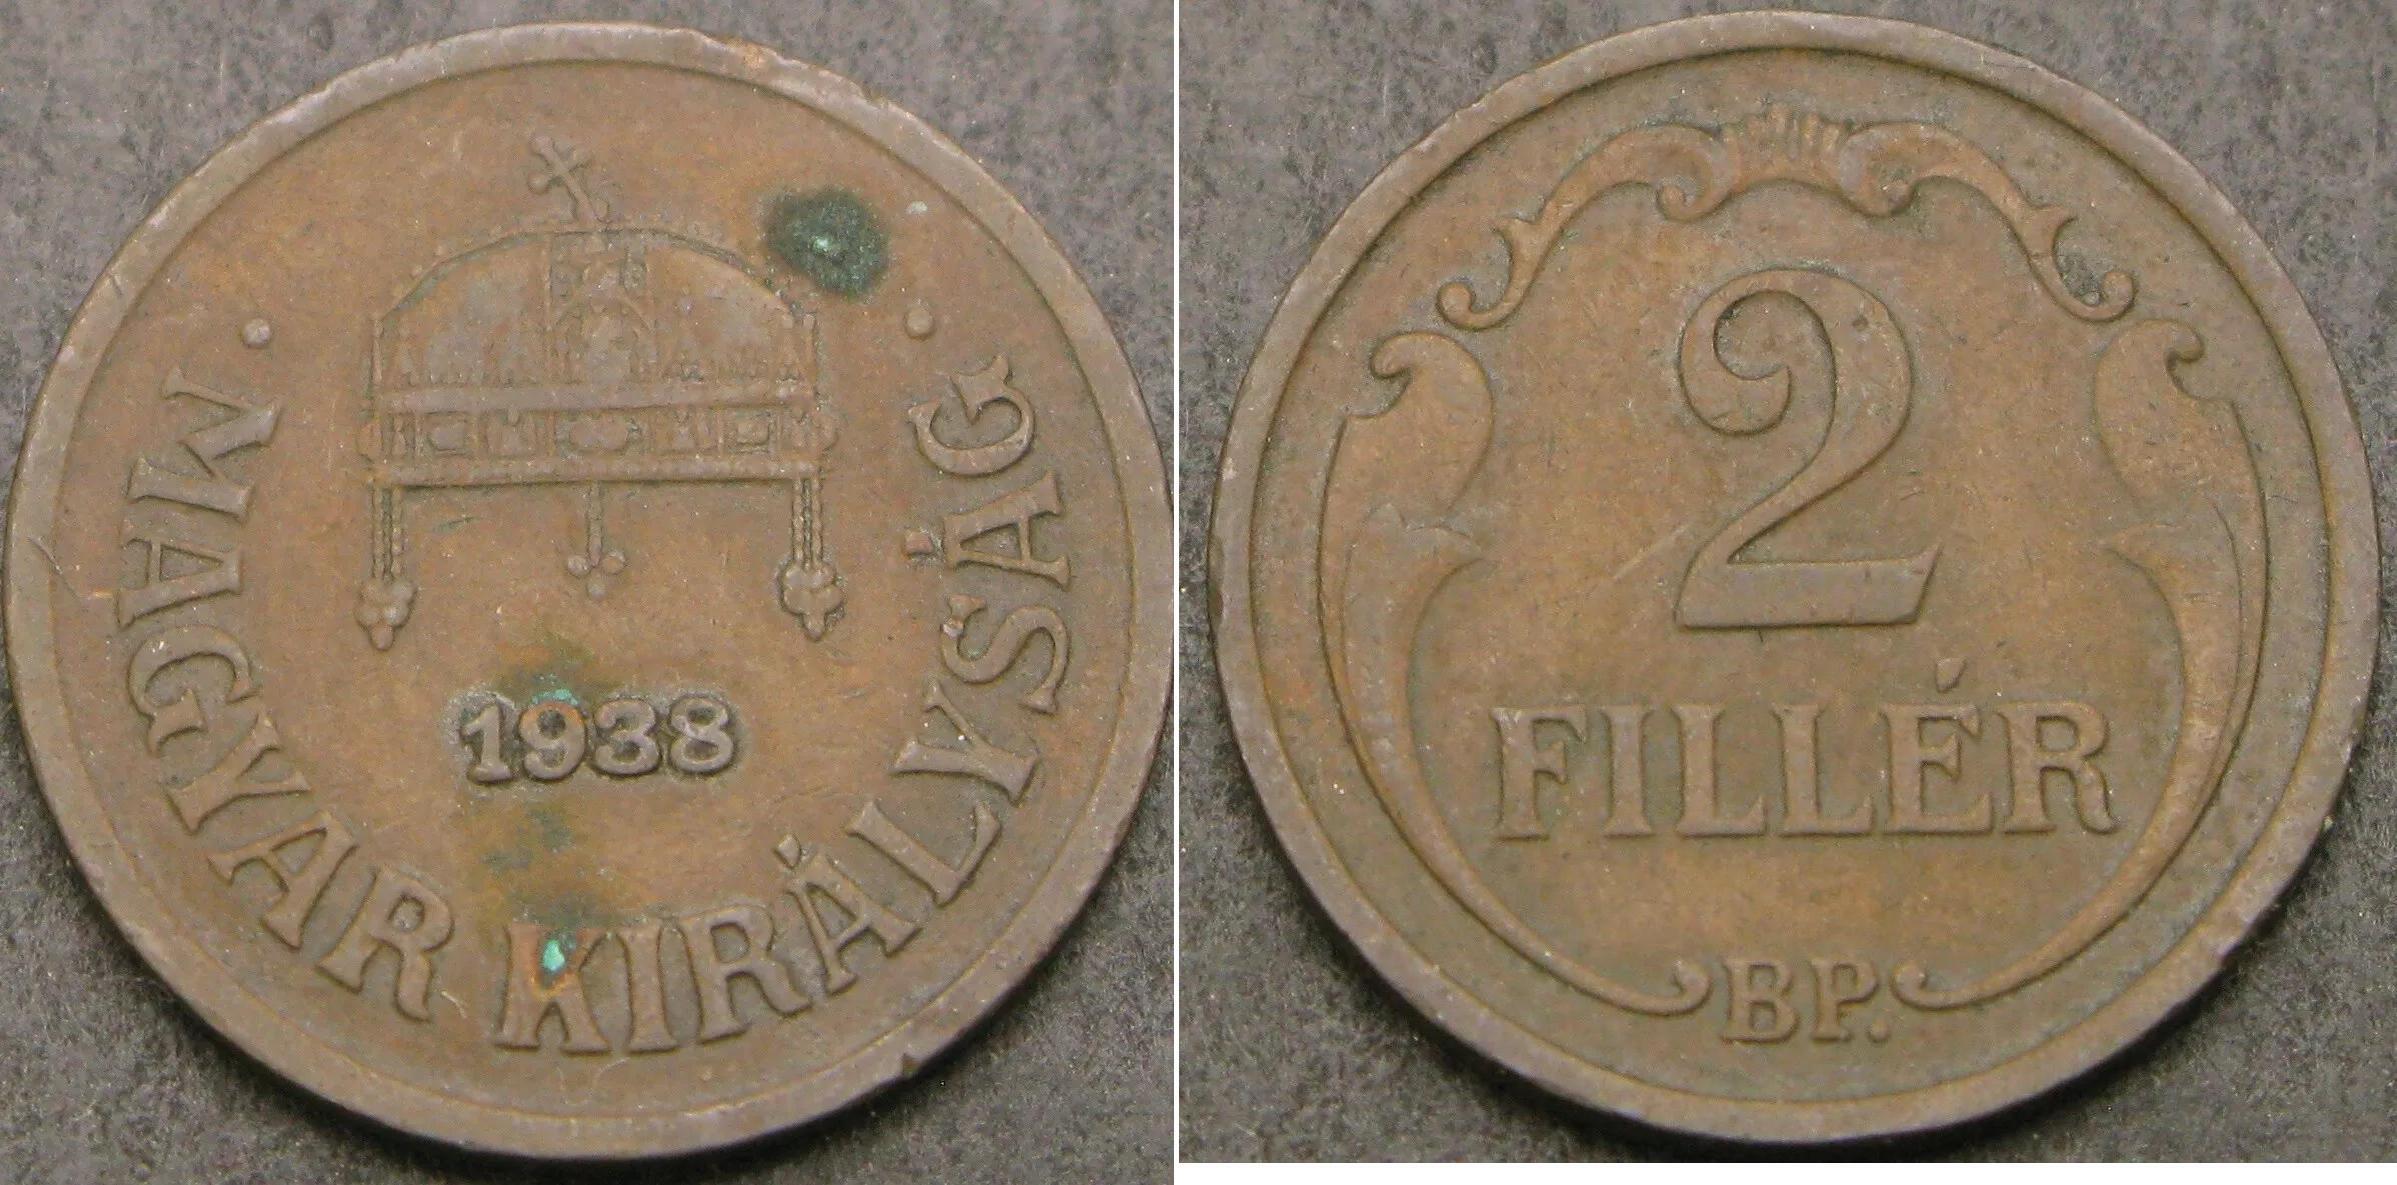 · MAGYAR KIRÁLYSÁG ·
1938
2
FILLÉR
BP.